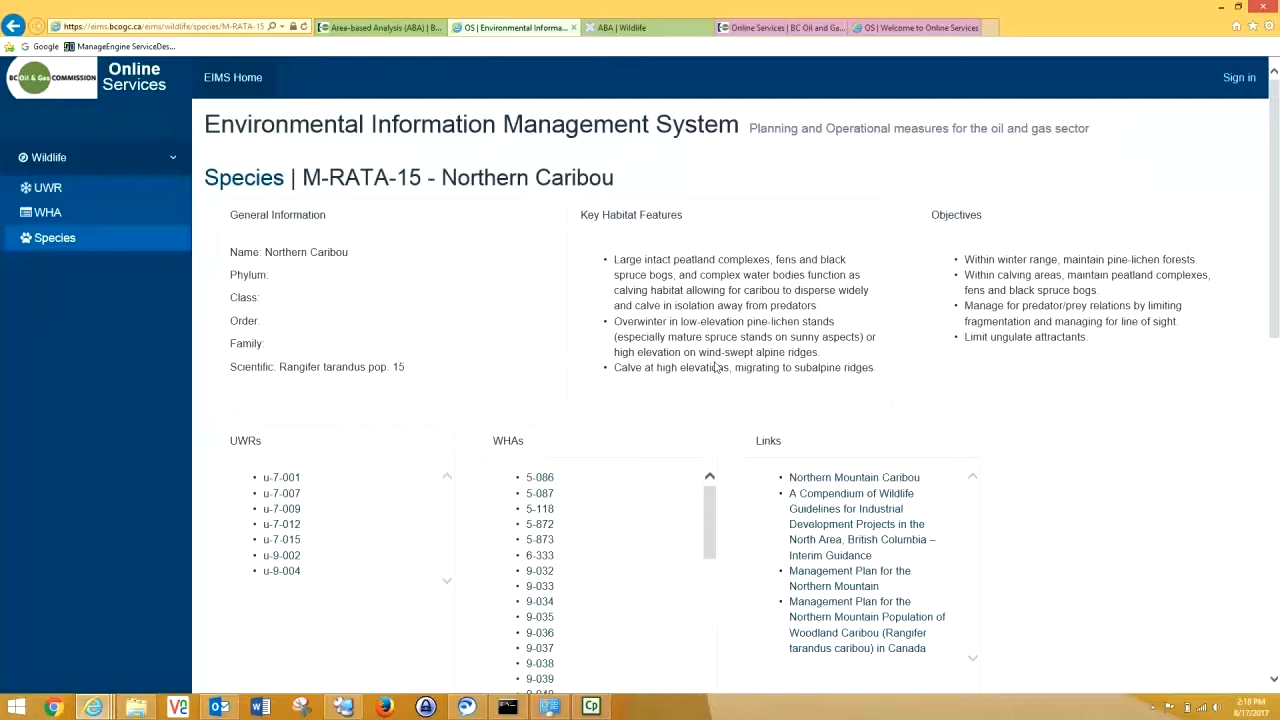 https://eims.bcogc.ca/eims/wildlife/species/M-RATA-15
Area-based Analysis (ABA) | B...
OS | Environmental Informa...
ABA | Wildlife
Online Services | BC Oil and Ga...
OS | Welcome to Online Services
Google
ManageEngine ServiceDes...
BC Oil & Gas COMMISSION
Online
Services
EIMS Home
Sign in
Environmental Information Management System Planning and Operational measures for the oil and gas sector
Wildlife
UWR
WHA
Species
Species | M-RATA-15 - Northern Caribou
General Information
Name: Northern Caribou
Phylum:
Class:
Order:
Family:
Scientific: Rangifer tarandus pop. 15
Key Habitat Features
• Large intact peatland complexes, fens and black
spruce bogs, and complex water bodies function as
calving habitat allowing for caribou to disperse widely
and calve in isolation away from predators
• Overwinter in low-elevation pine-lichen stands
(especially mature spruce stands on sunny aspects) or
high elevation on wind-swept alpine ridges.
• Calve at high elevations, migrating to subalpine ridges.
Objectives
• Within winter range, maintain pine-lichen forests.
• Within calving areas, maintain peatland complexes,
fens and black spruce bogs.
• Manage for predator/prey relations by limiting
fragmentation and managing for line of sight.
• Limit ungulate attractants.
UWRs
• u-7-001
• u-7-007
• u-7-009
• u-7-012
• u-7-015
• u-9-002
• u-9-004
WHAs
• 5-086
• 5-087
• 5-118
• 5-872
• 5-873
• 6-333
• 9-032
• 9-033
• 9-034
• 9-035
• 9-036
• 9-037
• 9-038
• 9-039
Links
• Northern Mountain Caribou
• A Compendium of Wildlife
Guidelines for Industrial
Development Projects in the
North Area, British Columbia –
Interim Guidance
• Management Plan for the
Northern Mountain
• Management Plan for the
Northern Mountain Population of
Woodland Caribou (Rangifer
tarandus caribou) in Canada
2:18 PM
8/17/2017